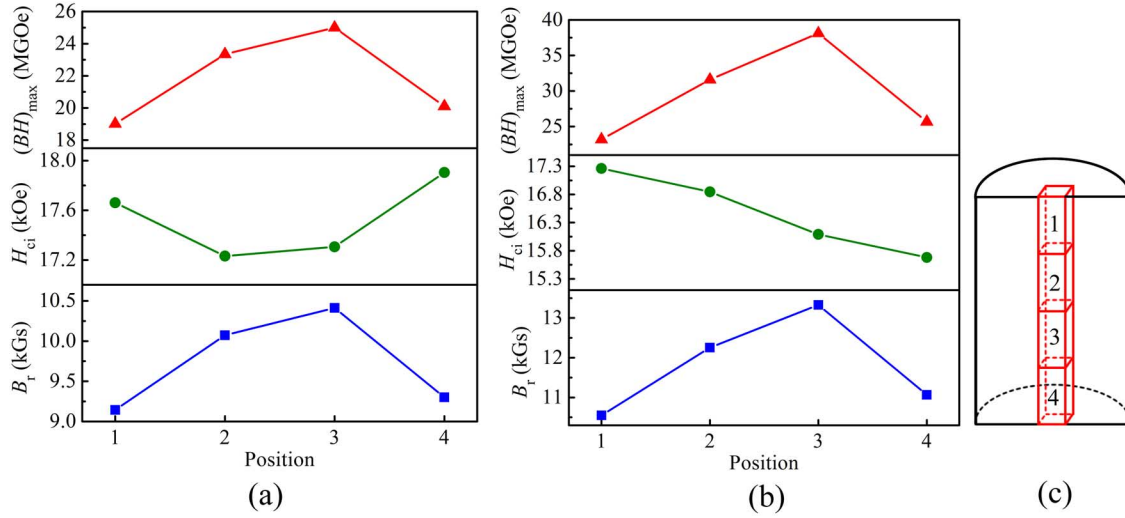 26
24
22
20
18
(BH)max (MGOe)
18.0
17.6
17.2
Hci (kOe)
10.5
10.0
9.5
9.0
Br (kGs)
1 2 3 4
Position
(a)
40
35
30
25
(BH)max (MGOe)
17.3
16.8
16.3
15.8
15.3
Hci (kOe)
13
12
11
Br (kGs)
1 2 3 4
Position
(b)
1
2
3
4
(c)